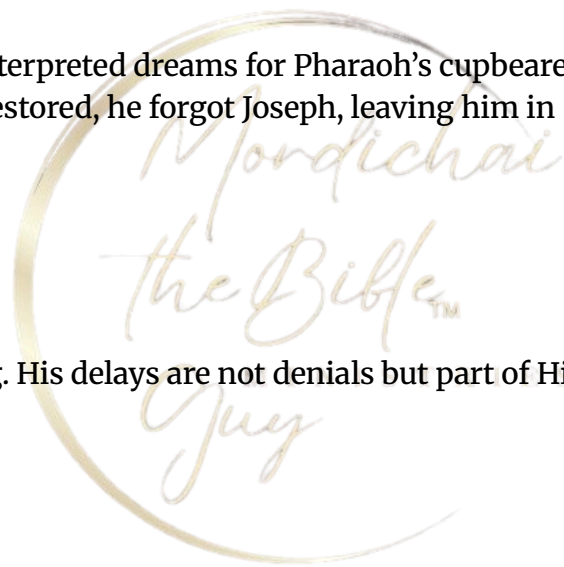 terpreted dreams for Pharaoh’s cupbeare
estored, he forgot Joseph, leaving him in
Mordichai
the Bible™
. His delays are not denials but part of Hi
Guy